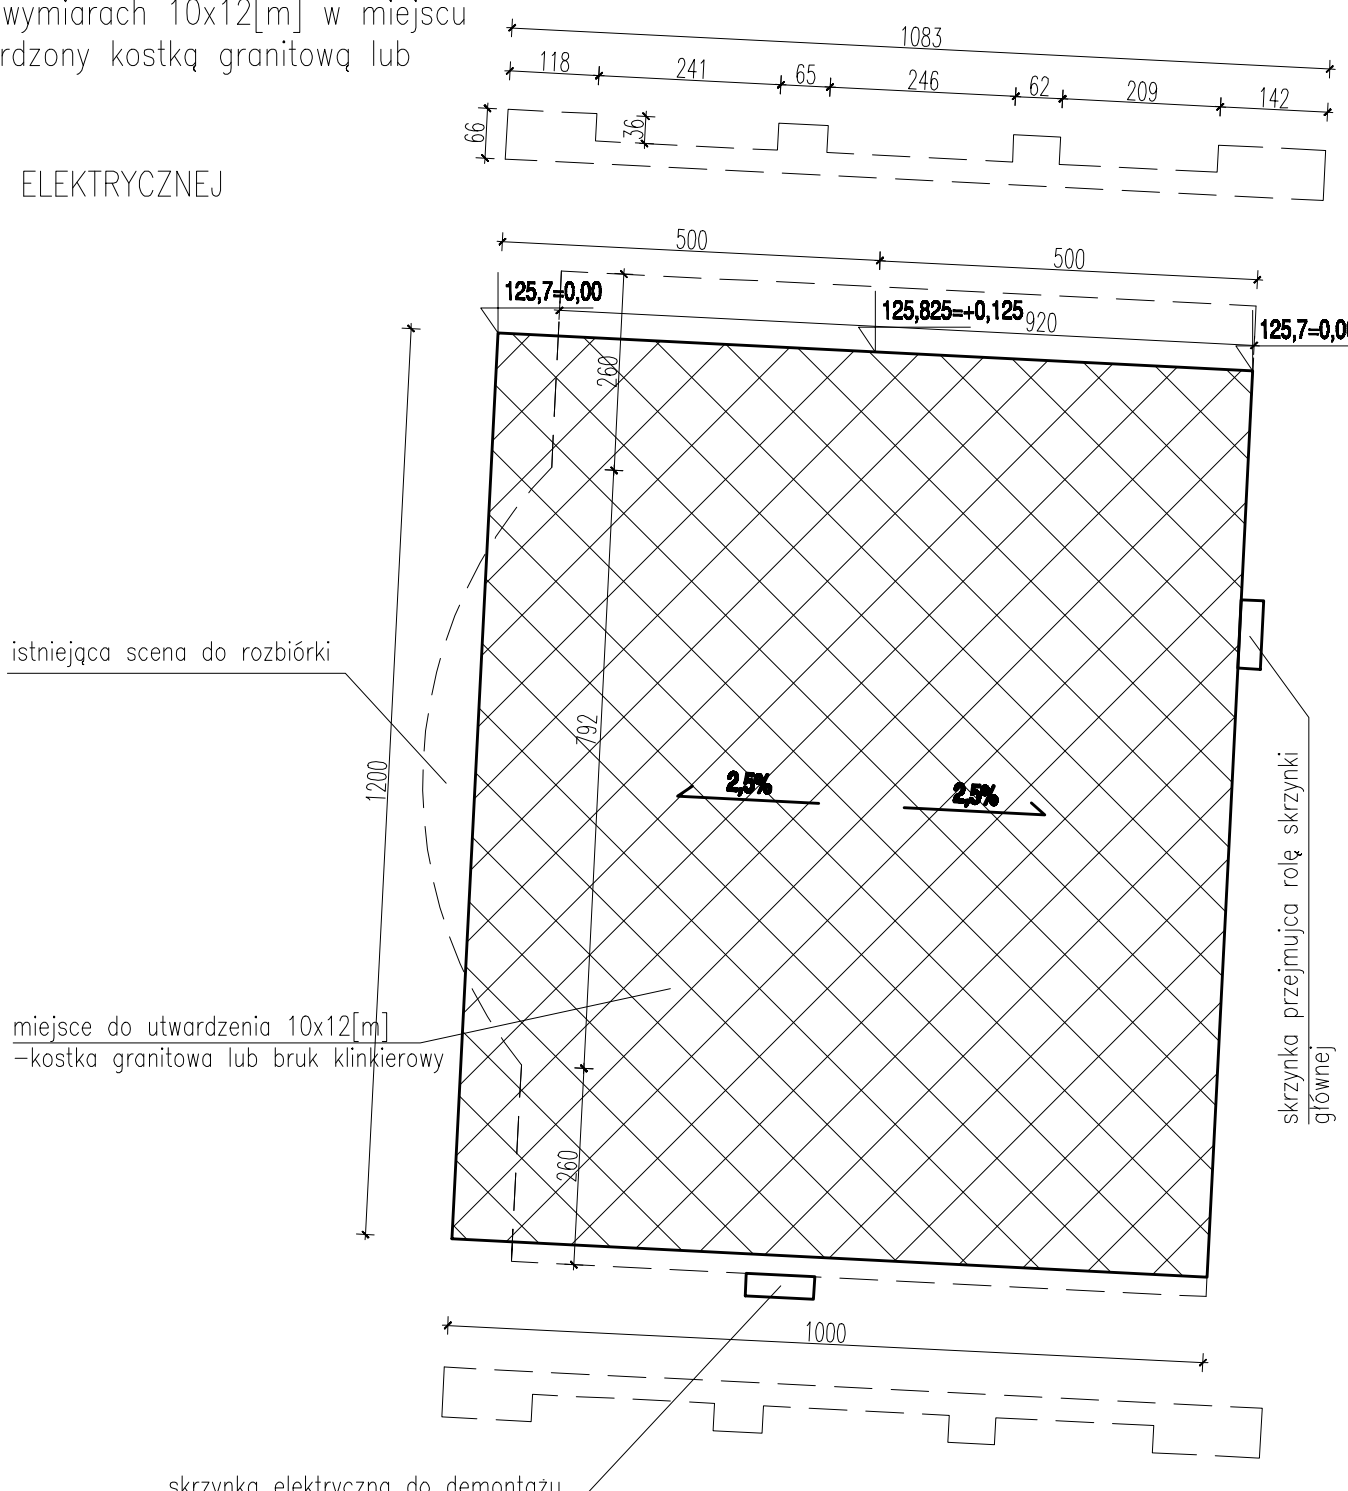 wymiarach 10x12[m] w miejscu
rdzony kostką granitową lub
ELEKTRYCZNEJ
1083
118 241 65 246 62 209 142
66
36
500 500
125,7=0,00
125,825=+0,125
920
125,7=0,00
260
istniejąca scena do rozbiórki
792
1200
2,5% 2,5%
skrzynka przejmujca rolę skrzynki
głównej
miejsce do utwardzenia 10x12[m]
-kostka granitowa lub bruk klinkierowy
260
1000
skrzynka elektryczna do demontażu